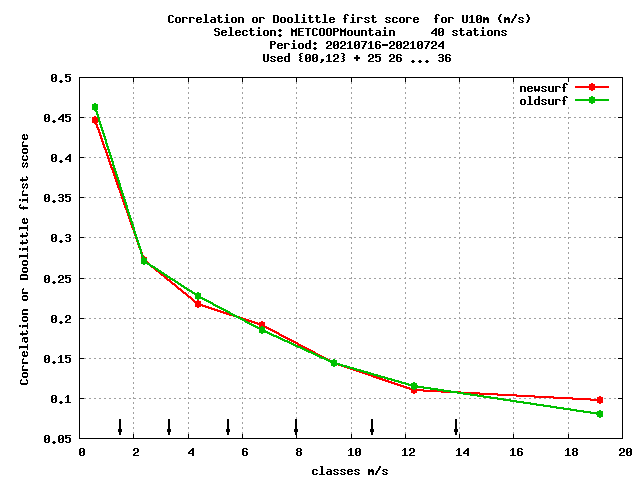 Correlation or Doolittle first score  for U10m (m/s)
Selection: METCOOPMountain     40 stations
Period: 20210716-20210724
Used {00,12} + 25 26 ... 36
newsurf
oldsurf
Correlation or Doolittle first score
0.5
0.45
0.4
0.35
0.3
0.25
0.2
0.15
0.1
0.05
0 2 4 6 8 10 12 14 16 18 20
classes m/s